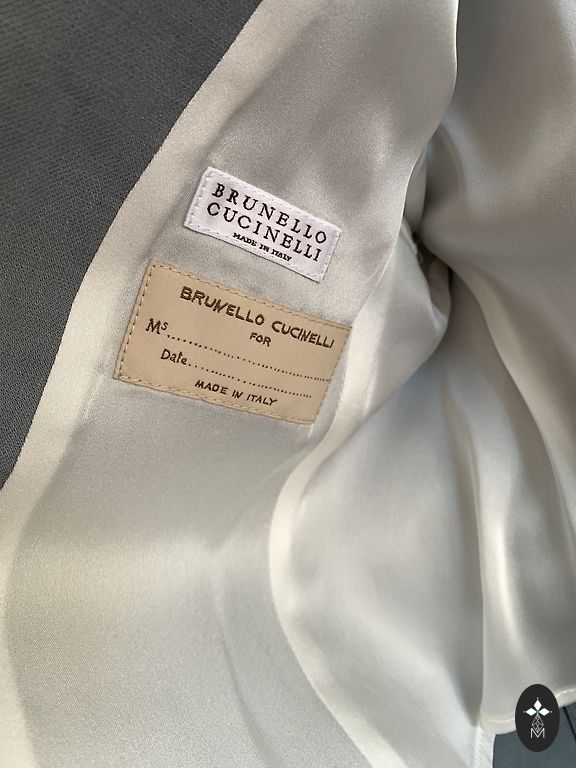 BRUNELLO
CUCINELLI
MADE IN ITALY
BRUNELLO CUCINELLI
FOR
Ms
Date
MADE IN ITALY
M